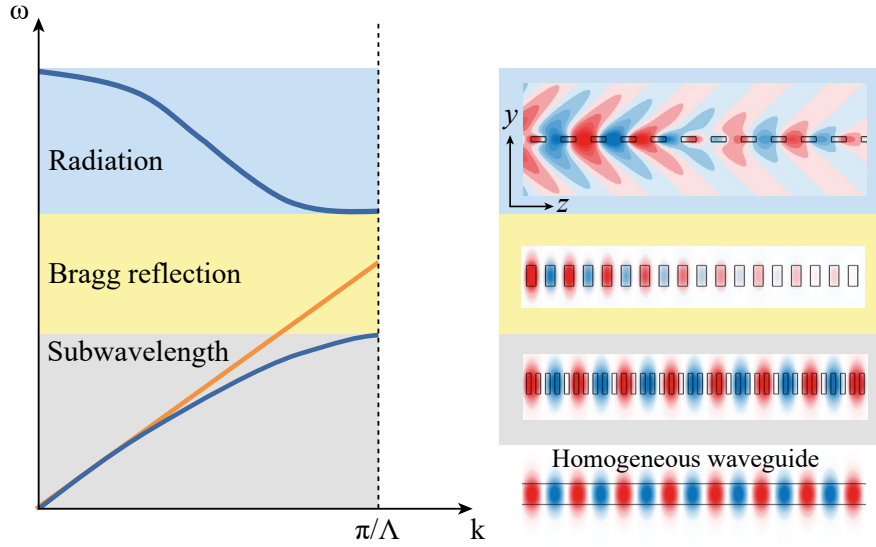 ω
Radiation
Bragg reflection
Subwavelength
π/Λ
k
y
z
Homogeneous waveguide